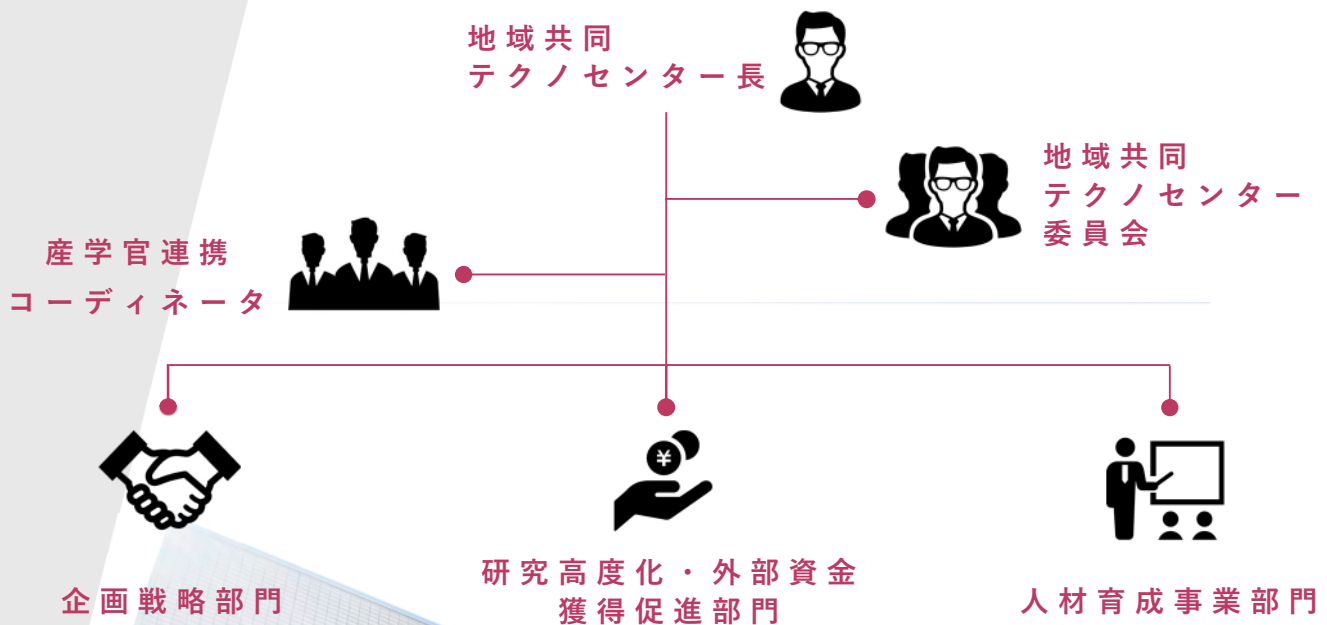 地域共同
テクノセンター長
地域共同
テクノセンター
委員会
産学官連携
コーディネータ
¥
企画戦略部門
研究高度化・外部資金
獲得促進部門
人材育成事業部門